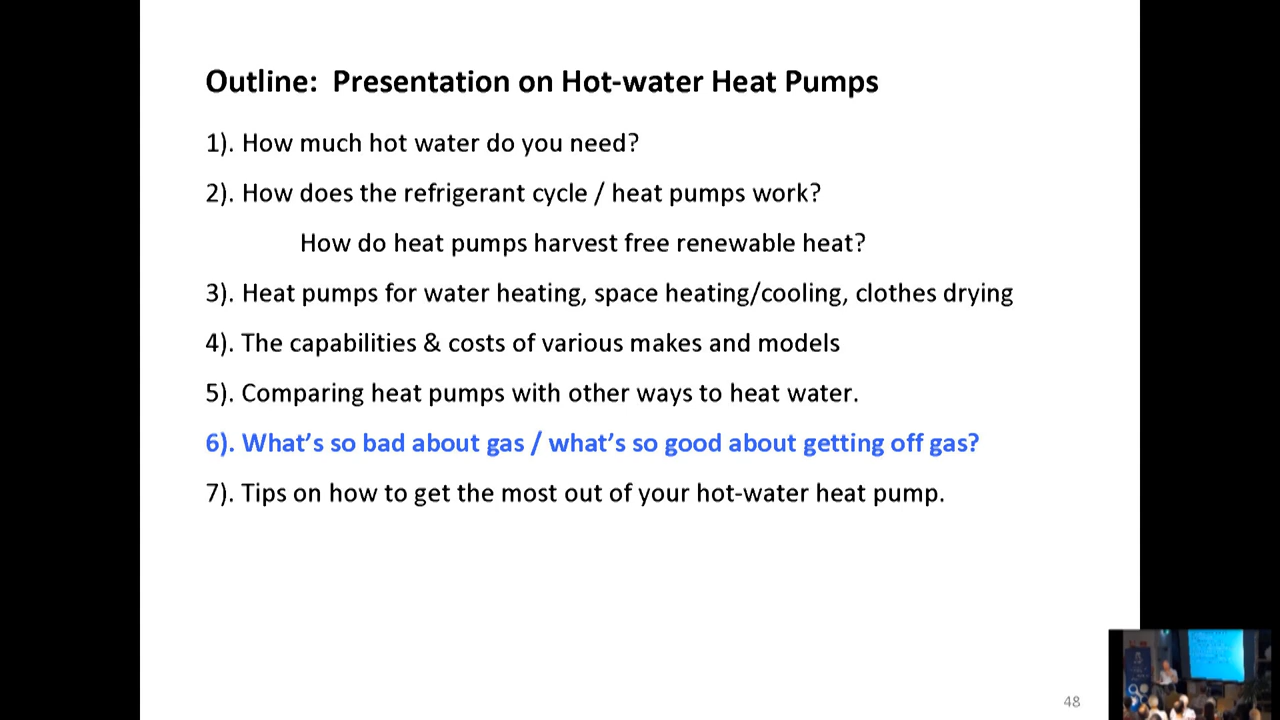 Outline:  Presentation on Hot-water Heat Pumps
1). How much hot water do you need?
2). How does the refrigerant cycle / heat pumps work?
How do heat pumps harvest free renewable heat?
3). Heat pumps for water heating, space heating/cooling, clothes drying
4). The capabilities & costs of various makes and models
5). Comparing heat pumps with other ways to heat water.
6). What’s so bad about gas / what’s so good about getting off gas?
7). Tips on how to get the most out of your hot-water heat pump.
48